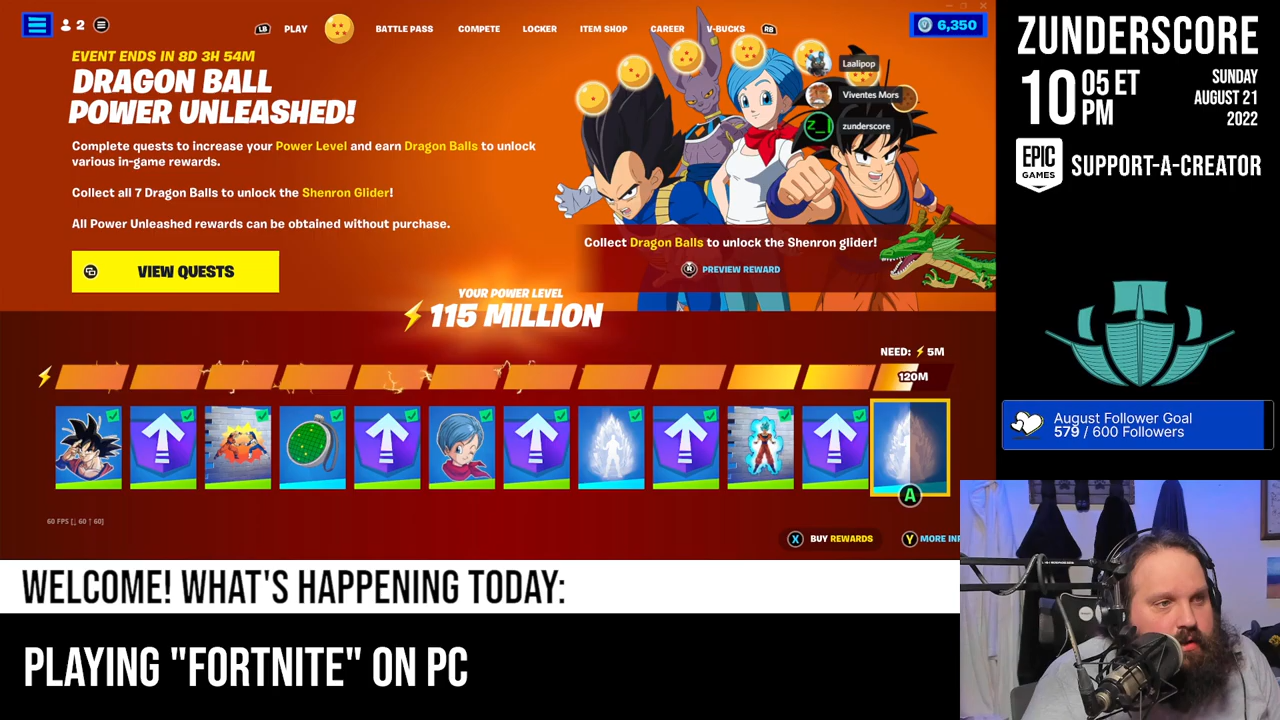 2
LB
PLAY
BATTLE PASS
COMPETE
LOCKER
ITEM SHOP
CAREER
V-BUCKS
RB
6,350
EVENT ENDS IN 8D 3H 54M
DRAGON BALL
POWER UNLEASHED!
Complete quests to increase your Power Level and earn Dragon Balls to unlock
various in-game rewards.
Collect all 7 Dragon Balls to unlock the Shenron Glider!
All Power Unleashed rewards can be obtained without purchase.
VIEW QUESTS
Laalipop
Viventes Mors
z_|
zunderscore
Collect Dragon Balls to unlock the Shenron glider!
R
PREVIEW REWARD
YOUR POWER LEVEL
115 MILLION
NEED: 5M
120M
A
60 FPS [↓ 60 ↑ 60]
X BUY REWARDS
Y MORE INF
ZUNDERSCORE
10 05 ET
PM
SUNDAY
AUGUST 21
2022
EPIC
GAMES
SUPPORT-A-CREATOR
August Follower Goal
579 / 600 Followers
WELCOME! WHAT'S HAPPENING TODAY:
PLAYING "FORTNITE" ON PC